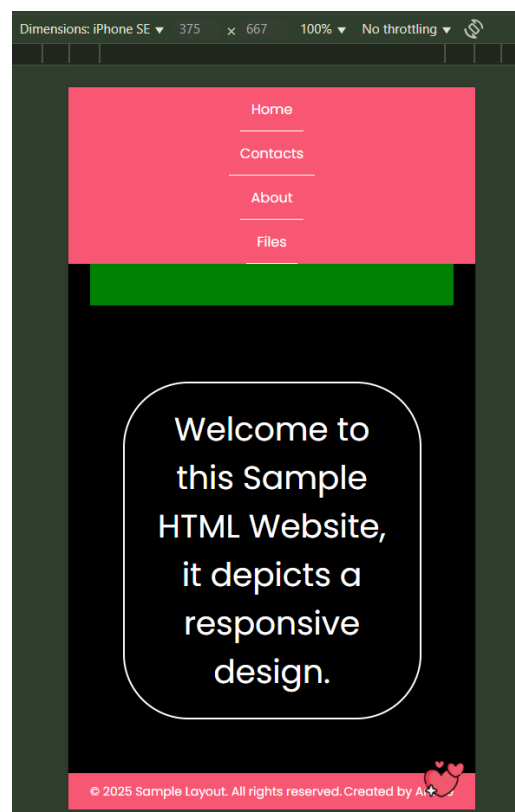 Dimensions: iPhone SE 375 × 667 100% No throttling
Home
Contacts
About
Files
Welcome to
this Sample
HTML Website,
it depicts a
responsive
design.
© 2025 Sample Layout. All rights reserved. Created by